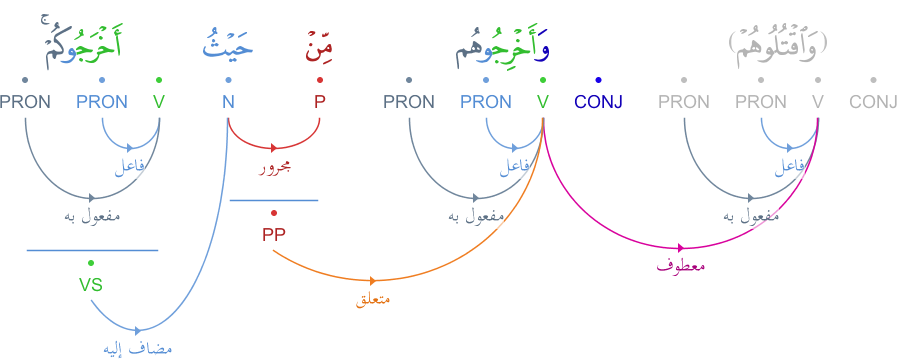 (وَٱقْتُلُوهُمْ) وَأَخْرِجُوهُم مِّنْ حَيْثُ أَخْرَجُوكُمْ ۚ
CONJ V PRON PRON CONJ V PRON PRON P N V PRON PRON
فاعل فاعل مجرور فاعل
مفعول به مفعول به مفعول به
PP
معطوف
VS
متعلق
مضاف إليه